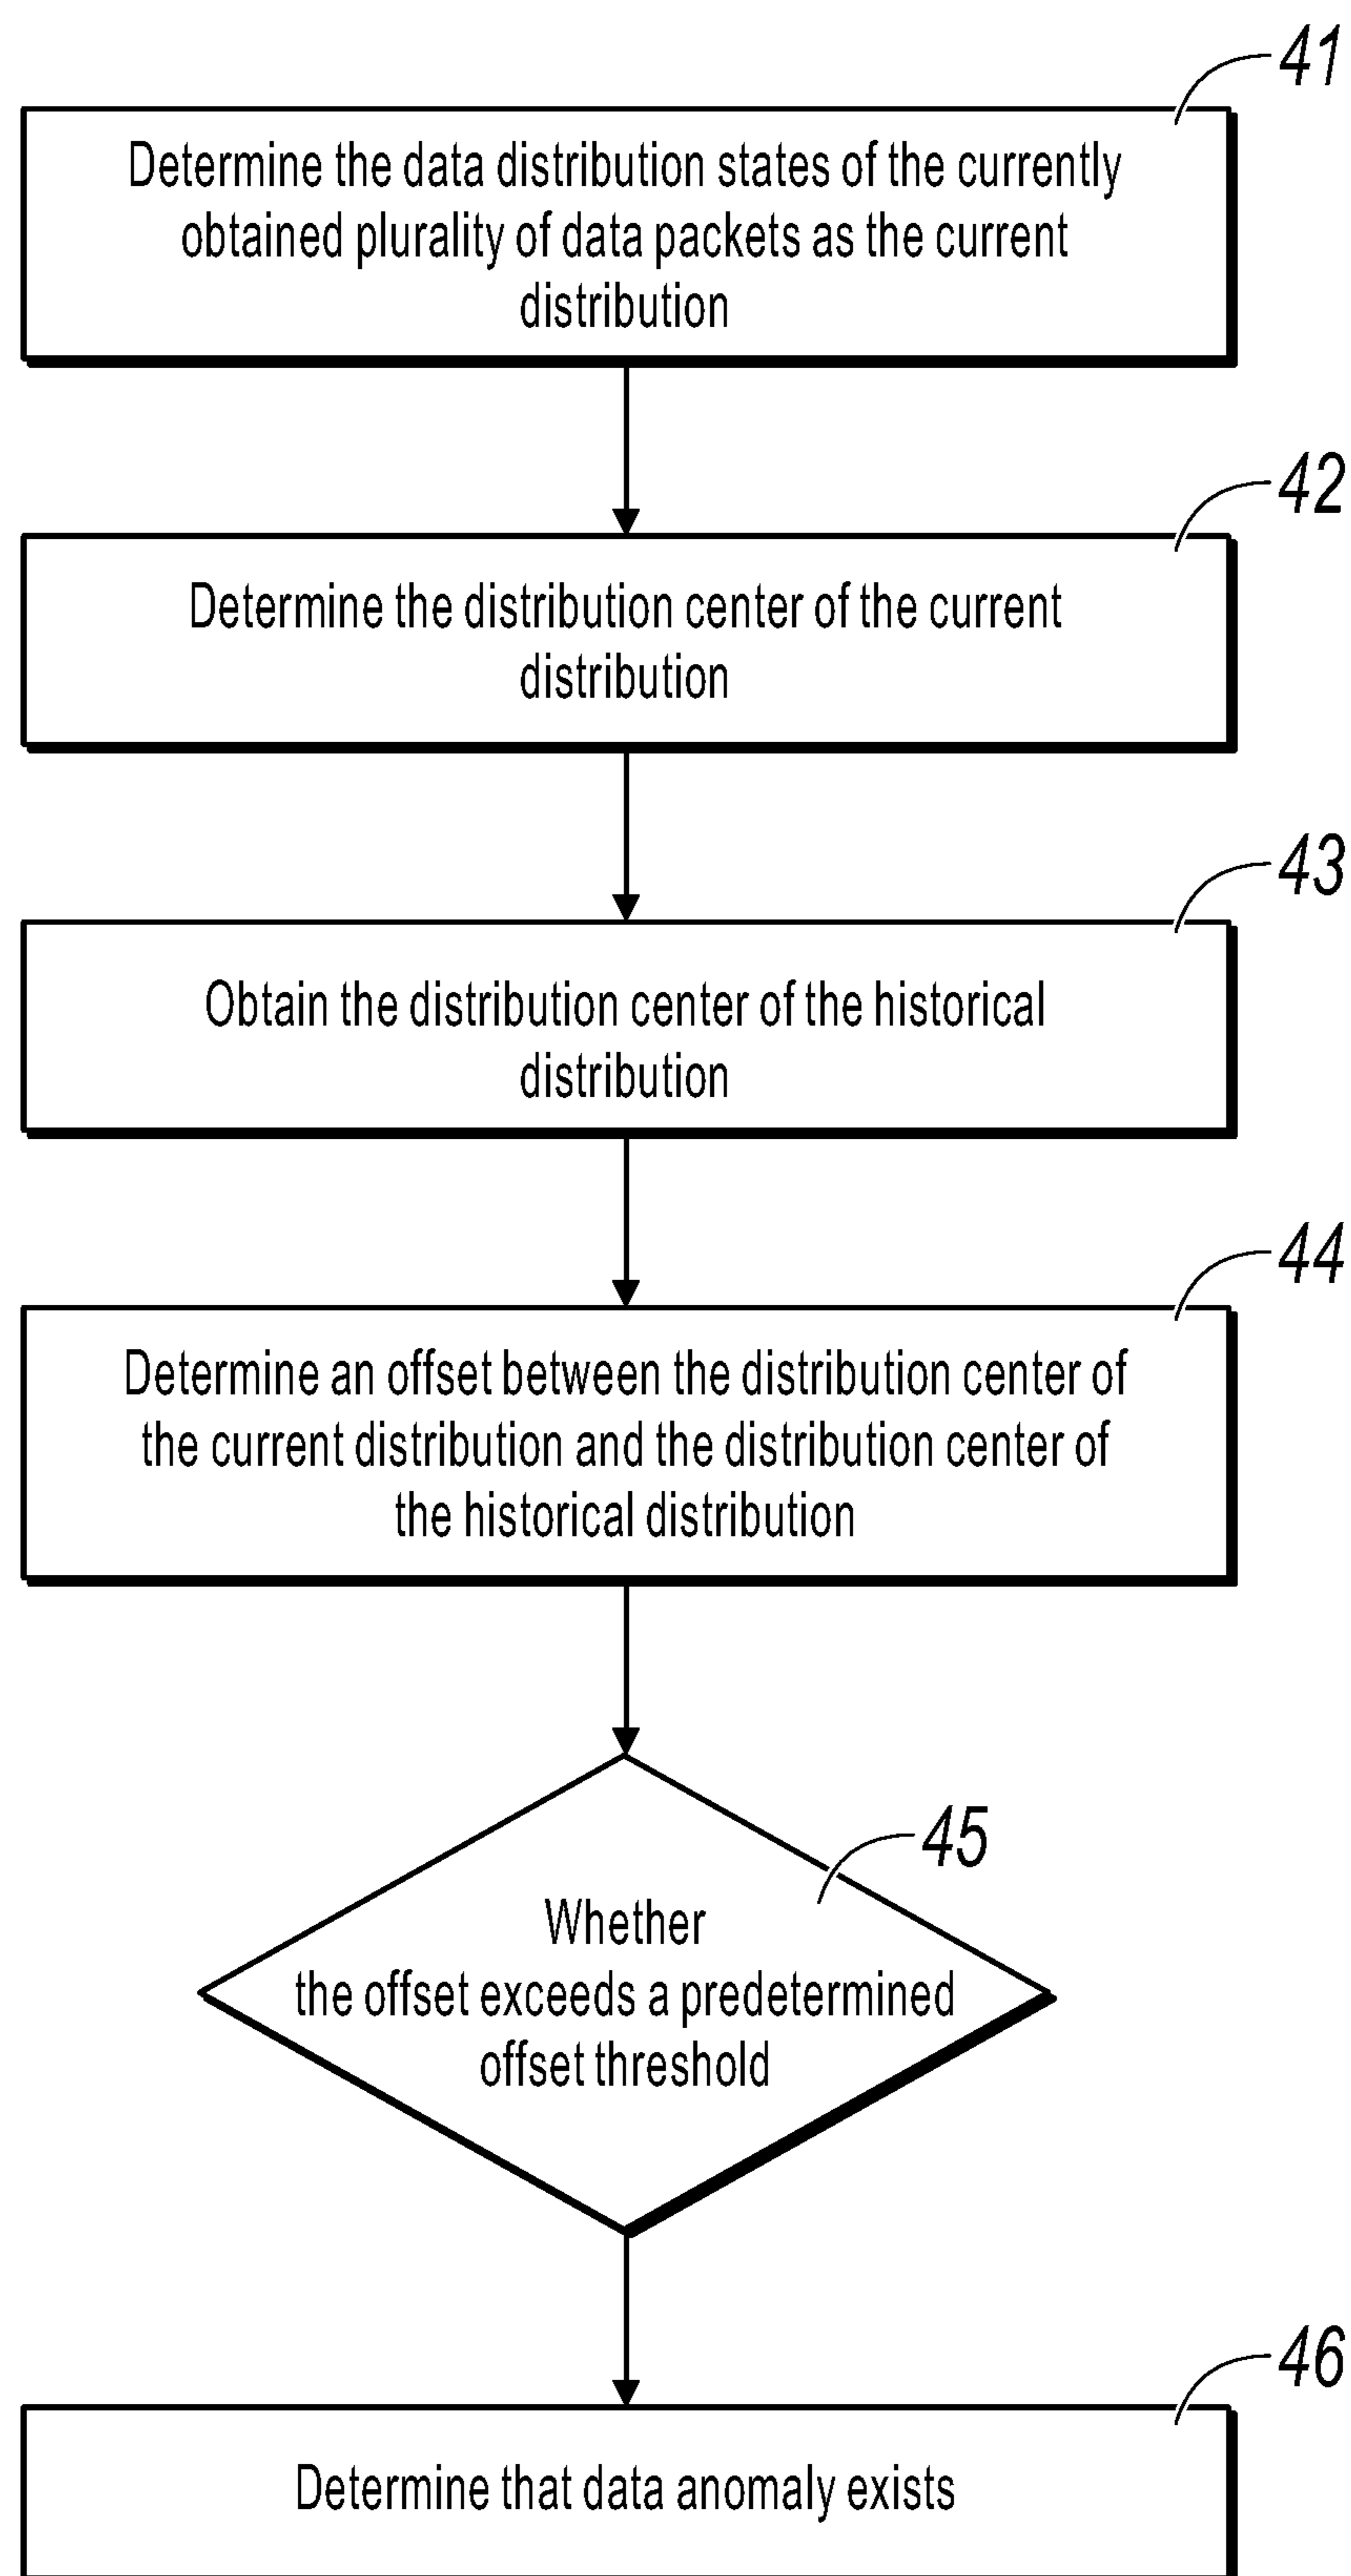 41
Determine the data distribution states of the currently
obtained plurality of data packets as the current
distribution
42
Determine the distribution center of the current
distribution
43
Obtain the distribution center of the historical
distribution
44
Determine an offset between the distribution center of
the current distribution and the distribution center of
the historical distribution
45
Whether
the offset exceeds a predetermined
offset threshold
46
Determine that data anomaly exists